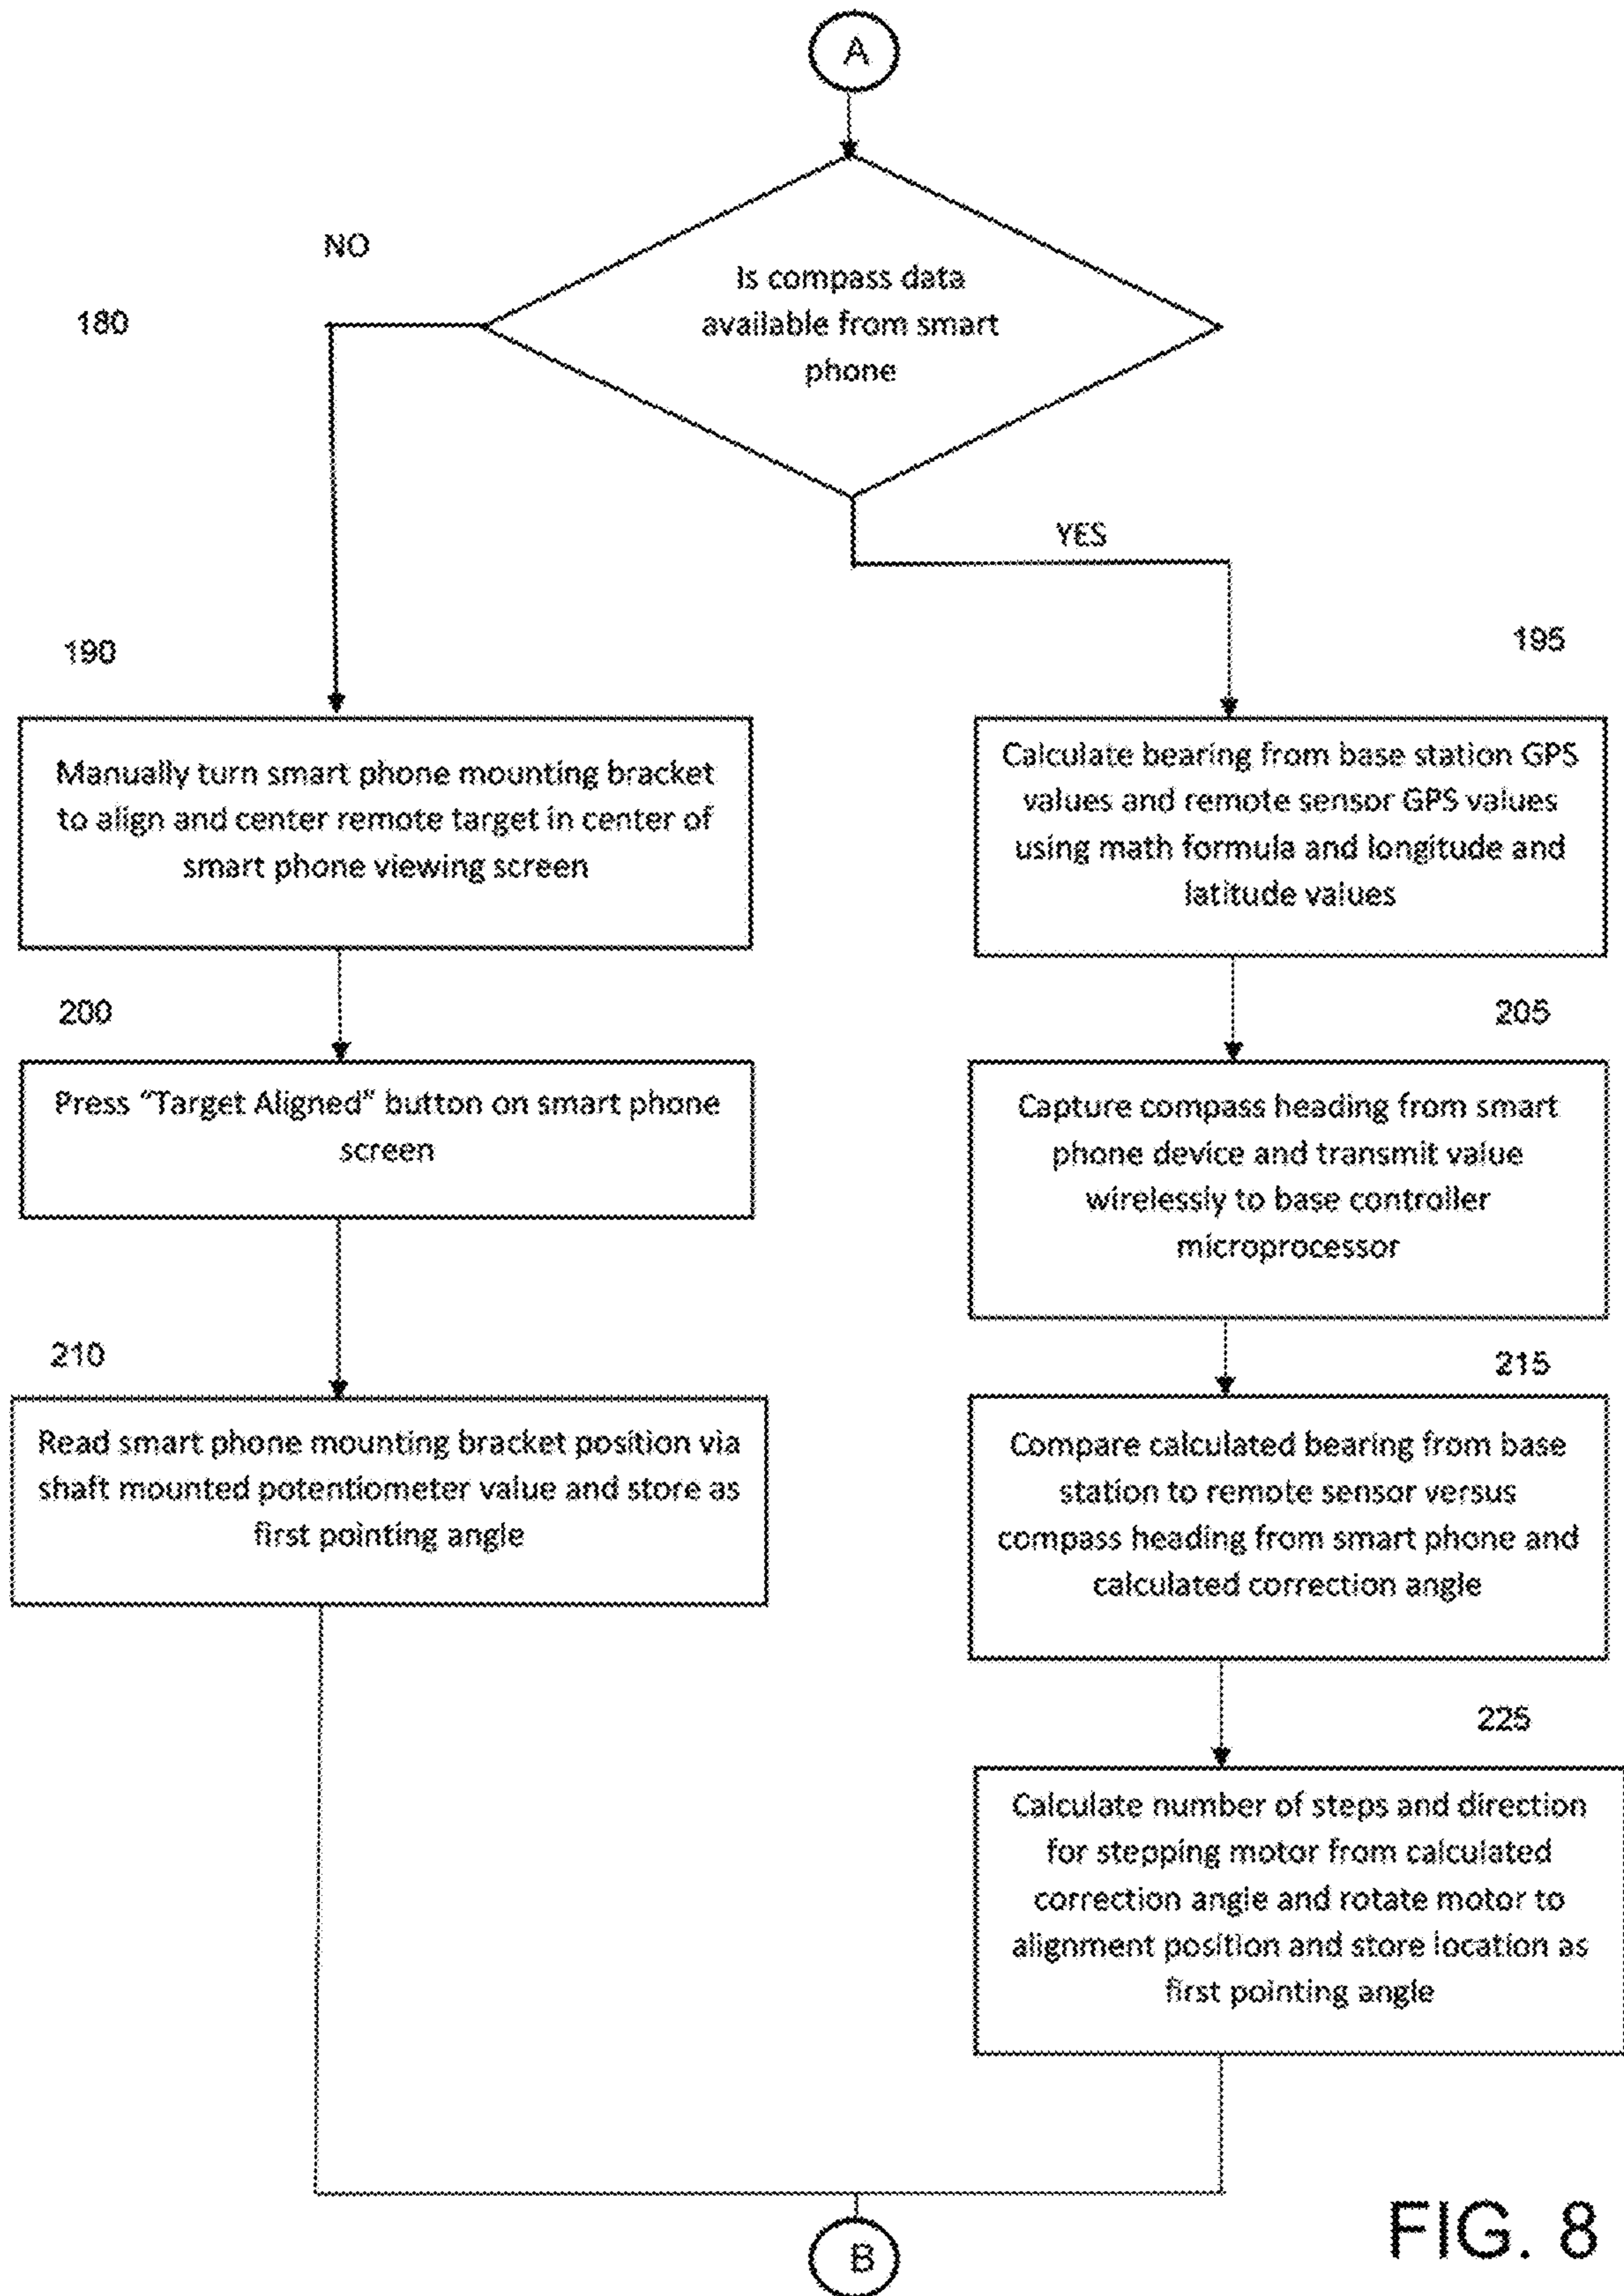 A
NO
180
Is compass data
available from smart
phone
YES
190
195
Manually turn smart phone mounting bracket
to align and center remote target in center of
smart phone viewing screen
Calculate bearing from base station GPS
values and remote sensor GPS values
using math formula and longitude and
latitude values
200
205
Press “Target Aligned” button on smart phone
screen
Capture compass heading from smart
phone device and transmit value
wirelessly to base controller
microprocessor
210
215
Read smart phone mounting bracket position via
shaft mounted potentiometer value and store as
first pointing angle
Compare calculated bearing from base
station to remote sensor versus
compass heading from smart phone and
calculated correction angle
225
Calculate number of steps and direction
for stepping motor from calculated
correction angle and rotate motor to
alignment position and store location as
first pointing angle
B
FIG. 8